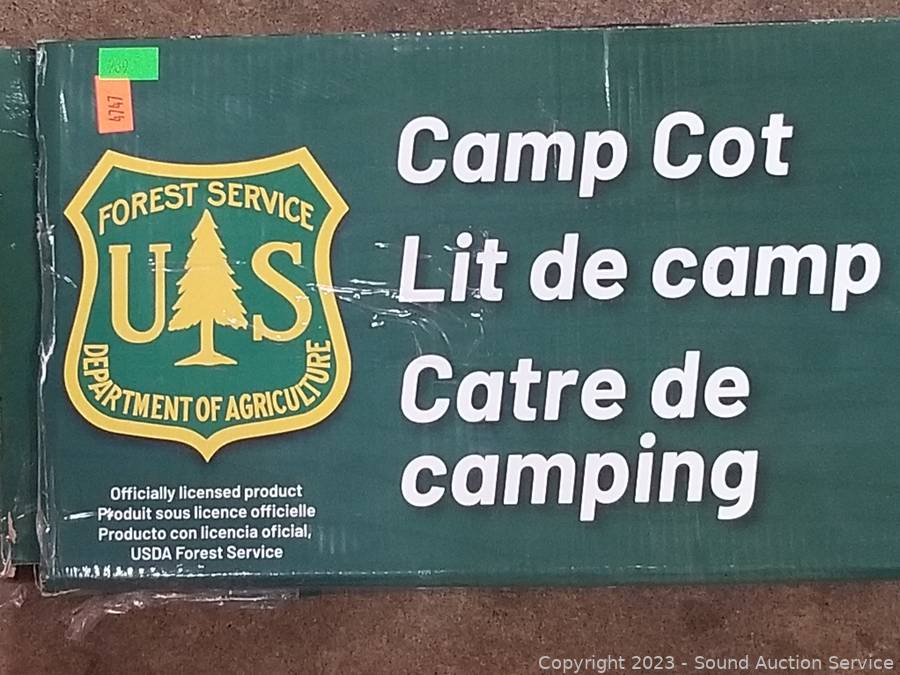 4747
FOREST SERVICE
U S
DEPARTMENT OF AGRICULTURE
Officially licensed product
Produit sous licence officielle
Producto con licencia oficial,
USDA Forest Service
Camp Cot
Lit de camp
Catre de
camping
Copyright 2023 - Sound Auction Service